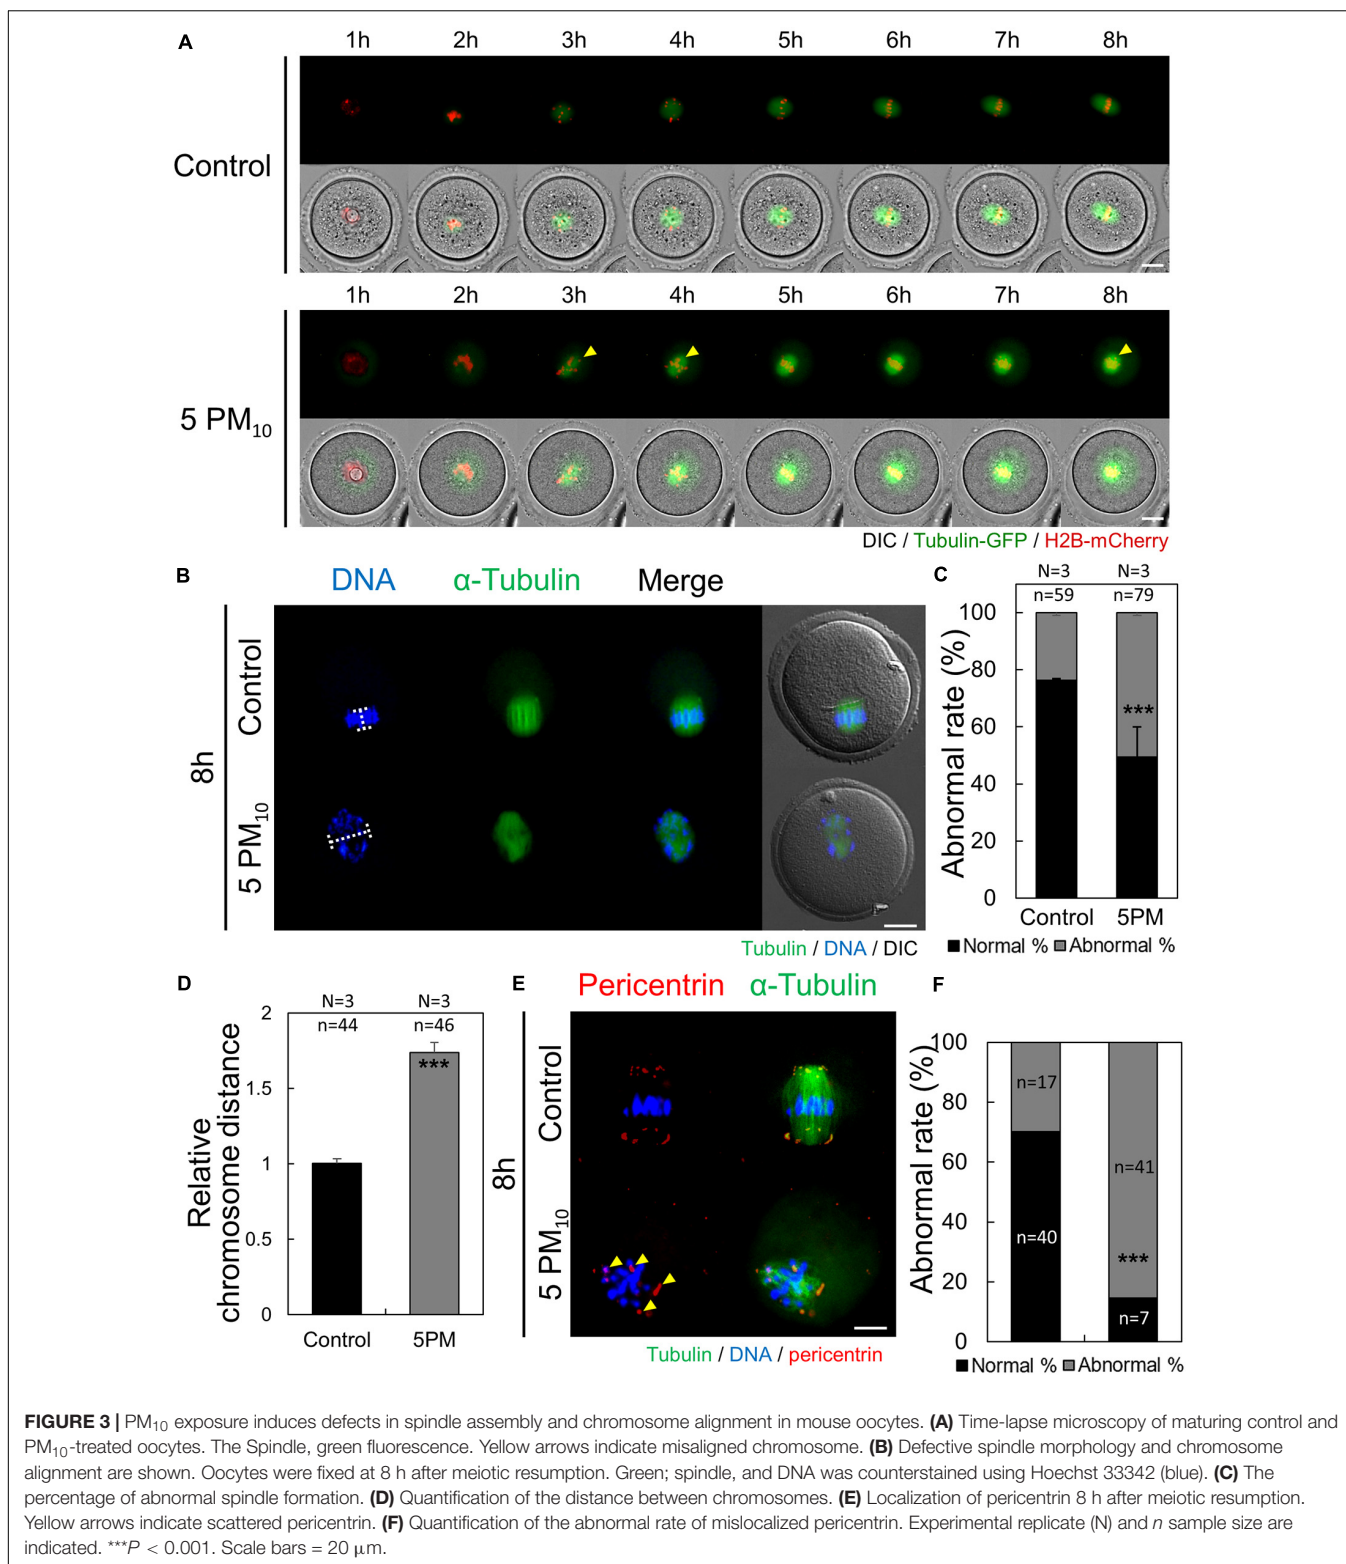 A
1h 2h 3h 4h 5h 6h 7h 8h
Control
1h 2h 3h 4h 5h 6h 7h 8h
5 PM10
DIC / Tubulin-GFP / H2B-mCherry
B
DNA α-Tubulin Merge
8h
Control
5 PM10
Tubulin / DNA / DIC
C
N=3 N=3
n=59 n=79
Abnormal rate (%)
100
80
60
40
20
0
***
Control 5PM
Normal % Abnormal %
D
N=3 N=3
n=44 n=46
Relative
chromosome distance
2
1.5
1
0.5
0
***
Control 5PM
E
Pericentrin α-Tubulin
8h
Control
5 PM10
Tubulin / DNA / pericentrin
F
Abnormal rate (%)
100
80
60
40
20
0
n=17
n=40
n=41
***
n=7
Normal % Abnormal %
FIGURE 3 | PM10 exposure induces defects in spindle assembly and chromosome alignment in mouse oocytes. (A) Time-lapse microscopy of maturing control and
PM10-treated oocytes. The Spindle, green fluorescence. Yellow arrows indicate misaligned chromosome. (B) Defective spindle morphology and chromosome
alignment are shown. Oocytes were fixed at 8 h after meiotic resumption. Green; spindle, and DNA was counterstained using Hoechst 33342 (blue). (C) The
percentage of abnormal spindle formation. (D) Quantification of the distance between chromosomes. (E) Localization of pericentrin 8 h after meiotic resumption.
Yellow arrows indicate scattered pericentrin. (F) Quantification of the abnormal rate of mislocalized pericentrin. Experimental replicate (N) and n sample size are
indicated. ***P < 0.001. Scale bars = 20 μm.